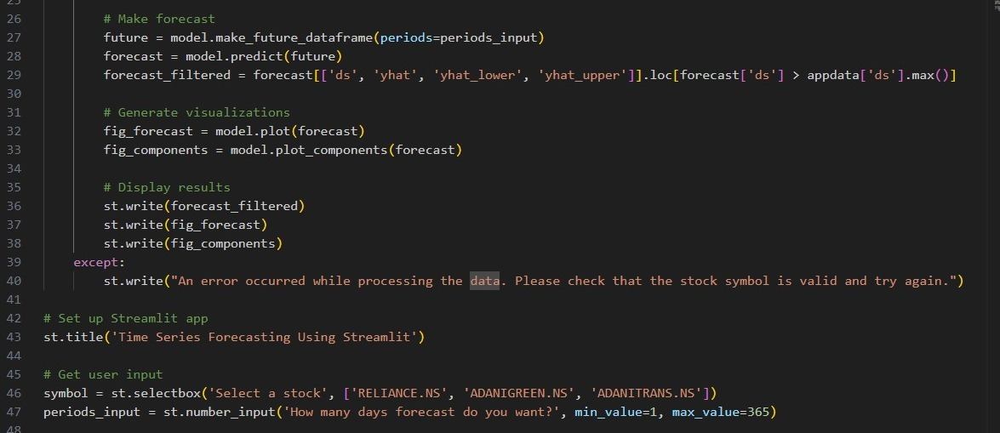 25
26 # Make forecast
27 future = model.make_future_dataframe(periods=periods_input)
28 forecast = model.predict(future)
29 forecast_filtered = forecast[['ds', 'yhat', 'yhat_lower', 'yhat_upper']].loc[forecast['ds'] > appdata['ds'].max()]
30
31 # Generate visualizations
32 fig_forecast = model.plot(forecast)
33 fig_components = model.plot_components(forecast)
34
35 # Display results
36 st.write(forecast_filtered)
37 st.write(fig_forecast)
38 st.write(fig_components)
39 except:
40 st.write("An error occurred while processing the data. Please check that the stock symbol is valid and try again.")
41
42 # Set up Streamlit app
43 st.title('Time Series Forecasting Using Streamlit')
44
45 # Get user input
46 symbol = st.selectbox('Select a stock', ['RELIANCE.NS', 'ADANIGREEN.NS', 'ADANITRANS.NS'])
47 periods_input = st.number_input('How many days forecast do you want?', min_value=1, max_value=365)
48